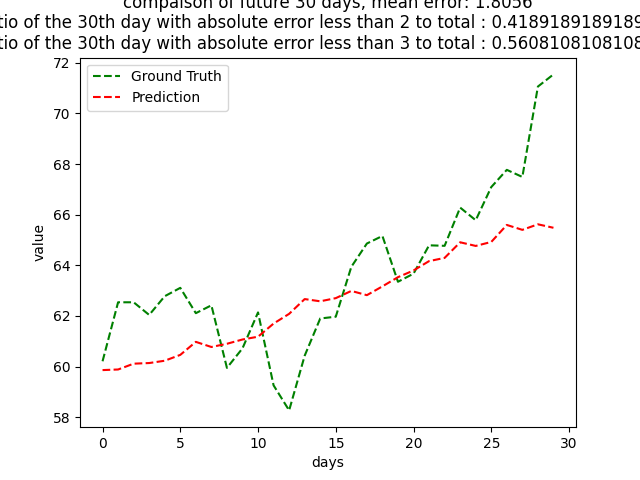 compaison of future 30 days, mean error: 1.8056
tio of the 30th day with absolute error less than 2 to total : 0.4189189189189
tio of the 30th day with absolute error less than 3 to total : 0.5608108108108
72
Ground Truth
Prediction
70
68
66
value
64
62
60
58
0 5 10 15 20 25 30
days